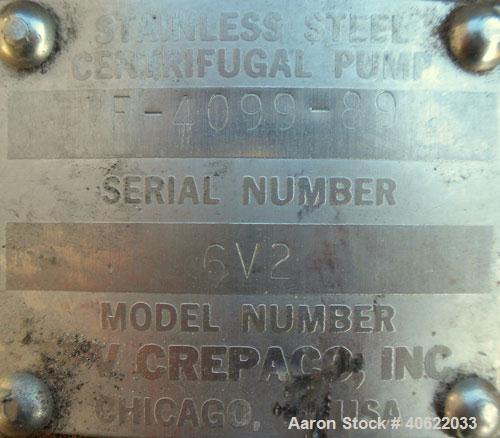 STAINLESS STEEL
CENTRIFUGAL PUMP
F-4099-89
SERIAL NUMBER
6V2
MODEL NUMBER
CREPACO, INC
CHICAGO, USA
Aaron Stock# 40622033